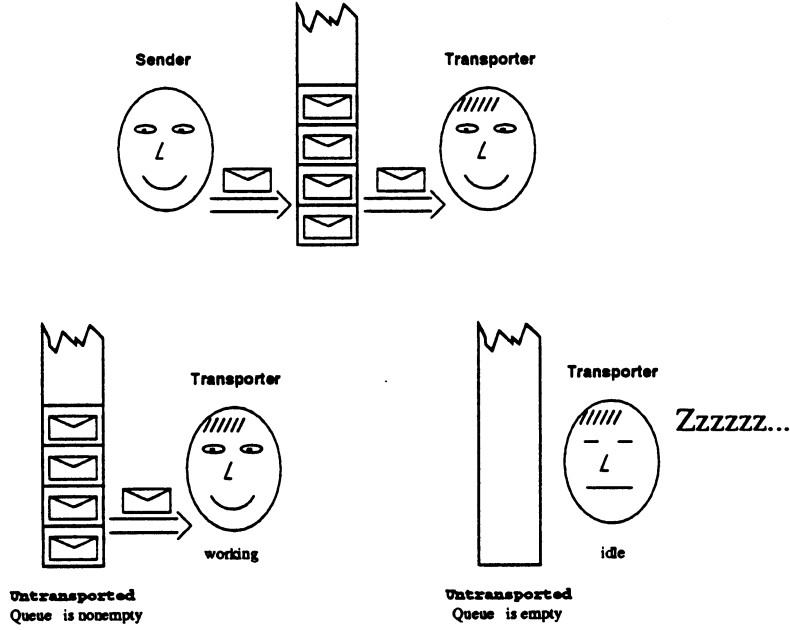 Sender
Transporter
Transporter
Transporter
Zzzzzz...
working
idle
Untransported
Queue is nonempty
Untransported
Queue is empty